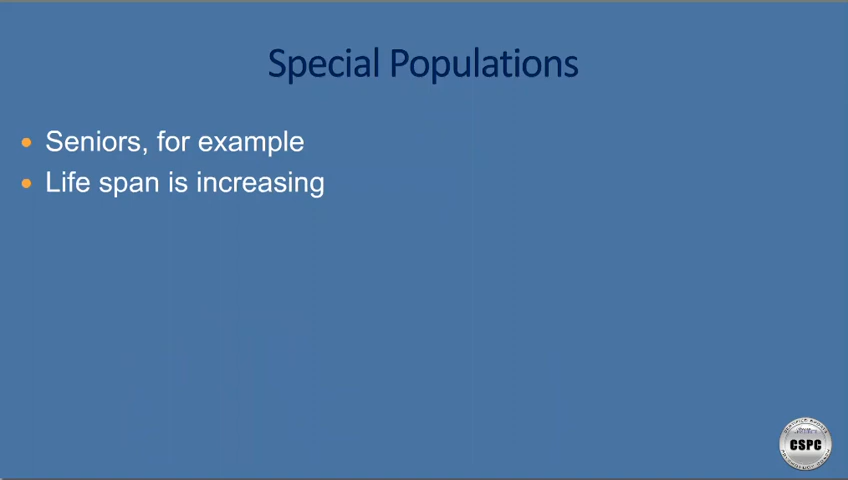 Special Populations
Seniors, for example
Life span is increasing
CSPC